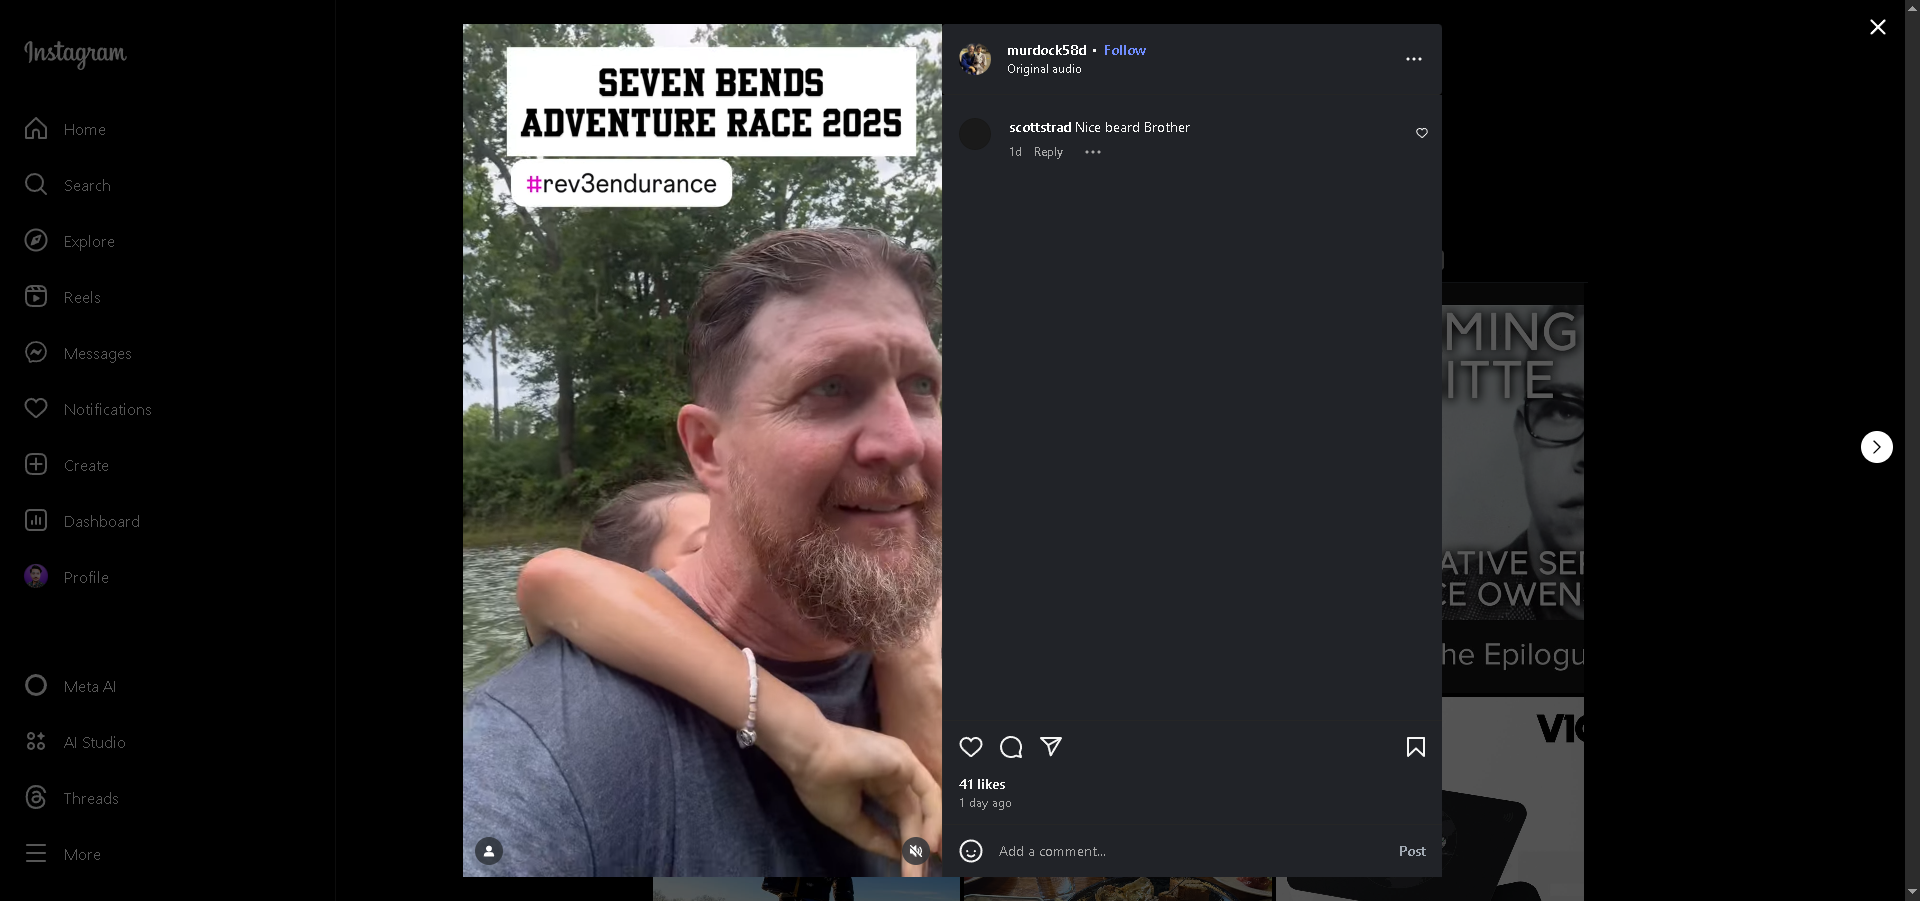 Instagram
Home
Search
Explore
Reels
Messages
Notifications
Create
Dashboard
Profile
Meta AI
AI Studio
Threads
More
SEVEN BENDS
ADVENTURE RACE 2025
#rev3endurance
murdock58d • Follow
Original audio
scottstrad Nice beard Brother
1d Reply
41 likes
1 day ago
Add a comment...
Post
MING
ITTE
ATIVE SE
CE OWEN
he Epilogu